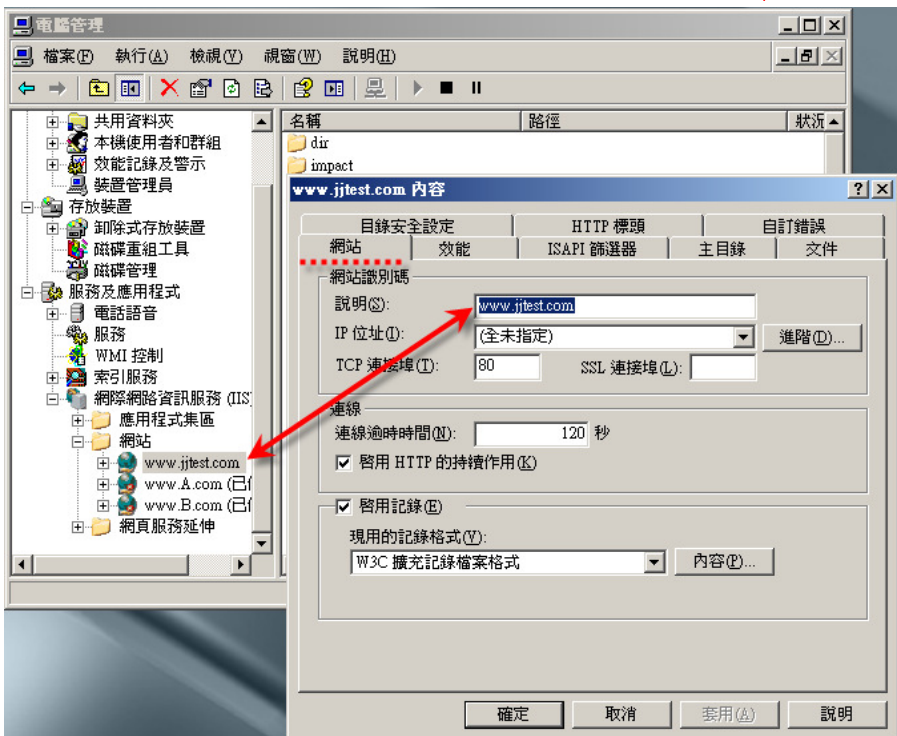 電腦管理
檔案(F) 執行(A) 檢視(V) 視窗(W) 說明(H)
共用資料夾
本機使用者和群組
效能記錄及警示
裝置管理員
存放裝置
卸除式存放裝置
磁碟重組工具
磁碟管理
服務及應用程式
電話語音
服務
WMI 控制
索引服務
網際網路資訊服務 (IIS)
應用程式集區
網站
www.jjtest.com
www.A.com (已
www.B.com (已
網頁服務延伸
名稱 路徑 狀況
dir
impact
www.jjtest.com 內容
目錄安全設定 HTTP 標頭 自訂錯誤
網站 效能 ISAPI 篩選器 主目錄 文件
網站識別碼
說明(S): www.jjtest.com
IP 位址(I): (全未指定) 進階(D)...
TCP 連接埠(T): 80 SSL 連接埠(L):
連線
連線逾時時間(N): 120 秒
啟用 HTTP 的持續作用(K)
啟用記錄(E)
現用的記錄格式(V):
W3C 擴充記錄檔案格式 內容(P)...
確定 取消 套用(A) 說明